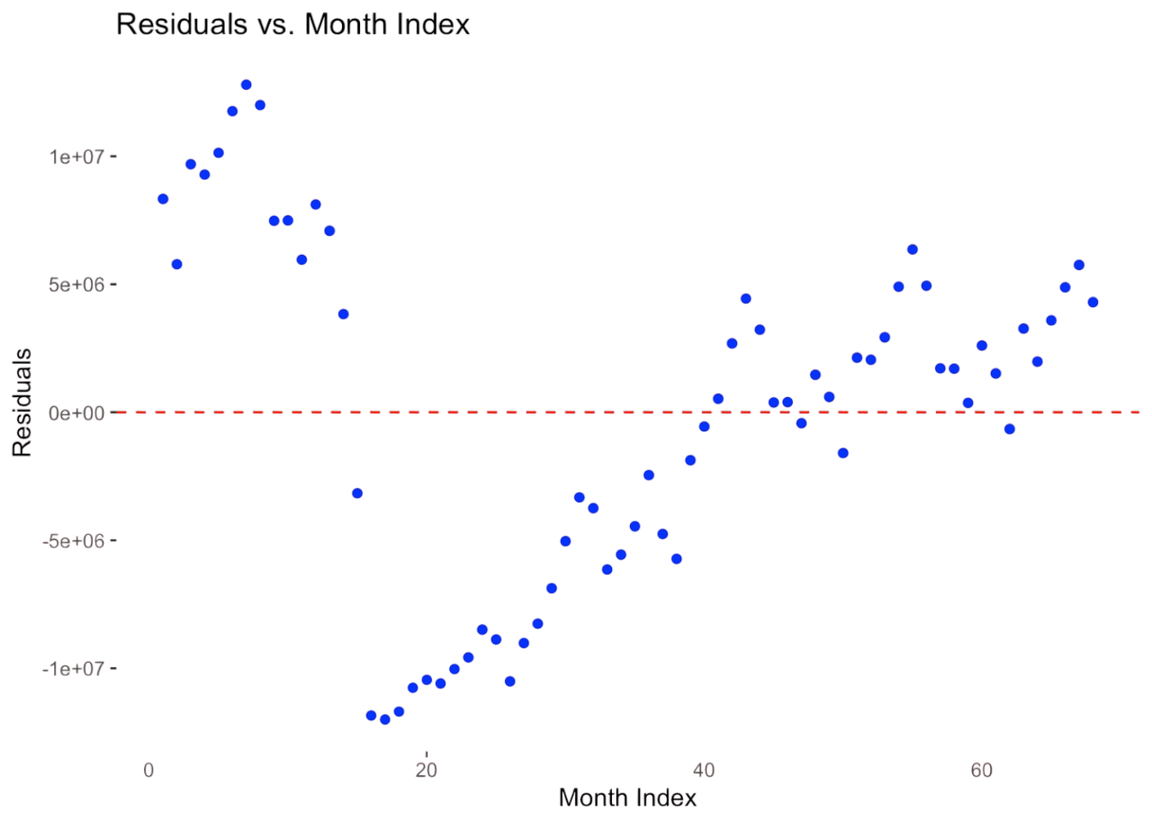 Residuals vs. Month Index
1e+07
5e+06
0e+00
-5e+06
-1e+07
Residuals
0 20 40 60
Month Index